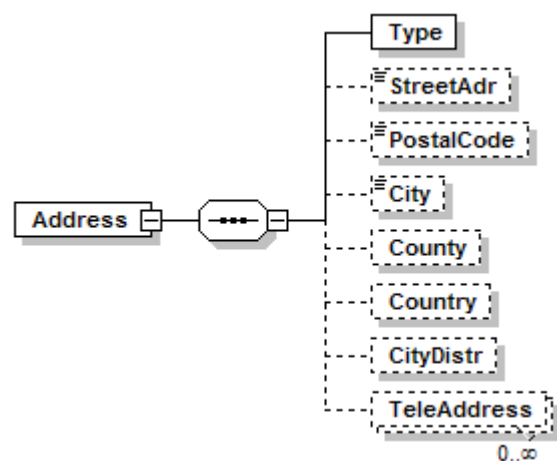 Type
StreetAdr
PostalCode
City
Address
County
Country
CityDistr
TeleAddress
0..∞